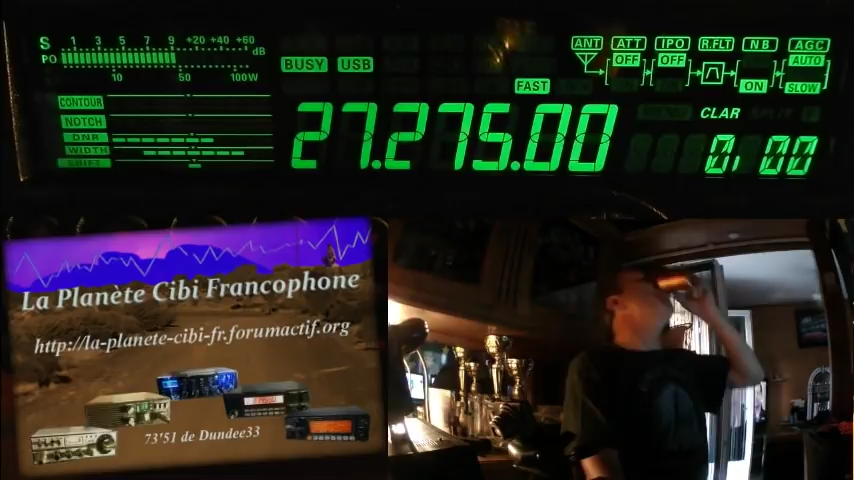 S 1 3 5 7 9 +20 +40 +60 dB
PO 10 50 100W
BUSY USB
ANT ATT IPO R.FLT NB AGC
OFF OFF ON AUTO SLOW
FAST
CONTOUR
NOTCH
DNR
WIDTH
SHIFT
27.275.00
CLAR
0, 00
La Planète Cibi Francophone
http://la-planete-cibi-fr.forumactif.org
73'51 de Dundee33